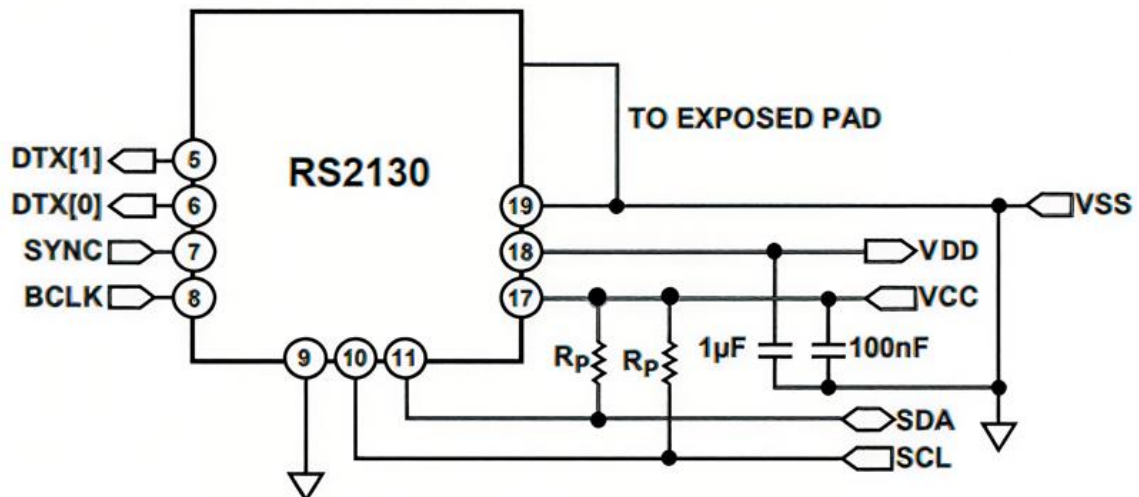 TO EXPOSED PAD
DTX[1] 5
RS2130
DTX[0] 6
19 VSS
SYNC 7
18 VDD
BCLK 8
17 VCC
9 10 11
RP RP 1µF 100nF
SDA
SCL